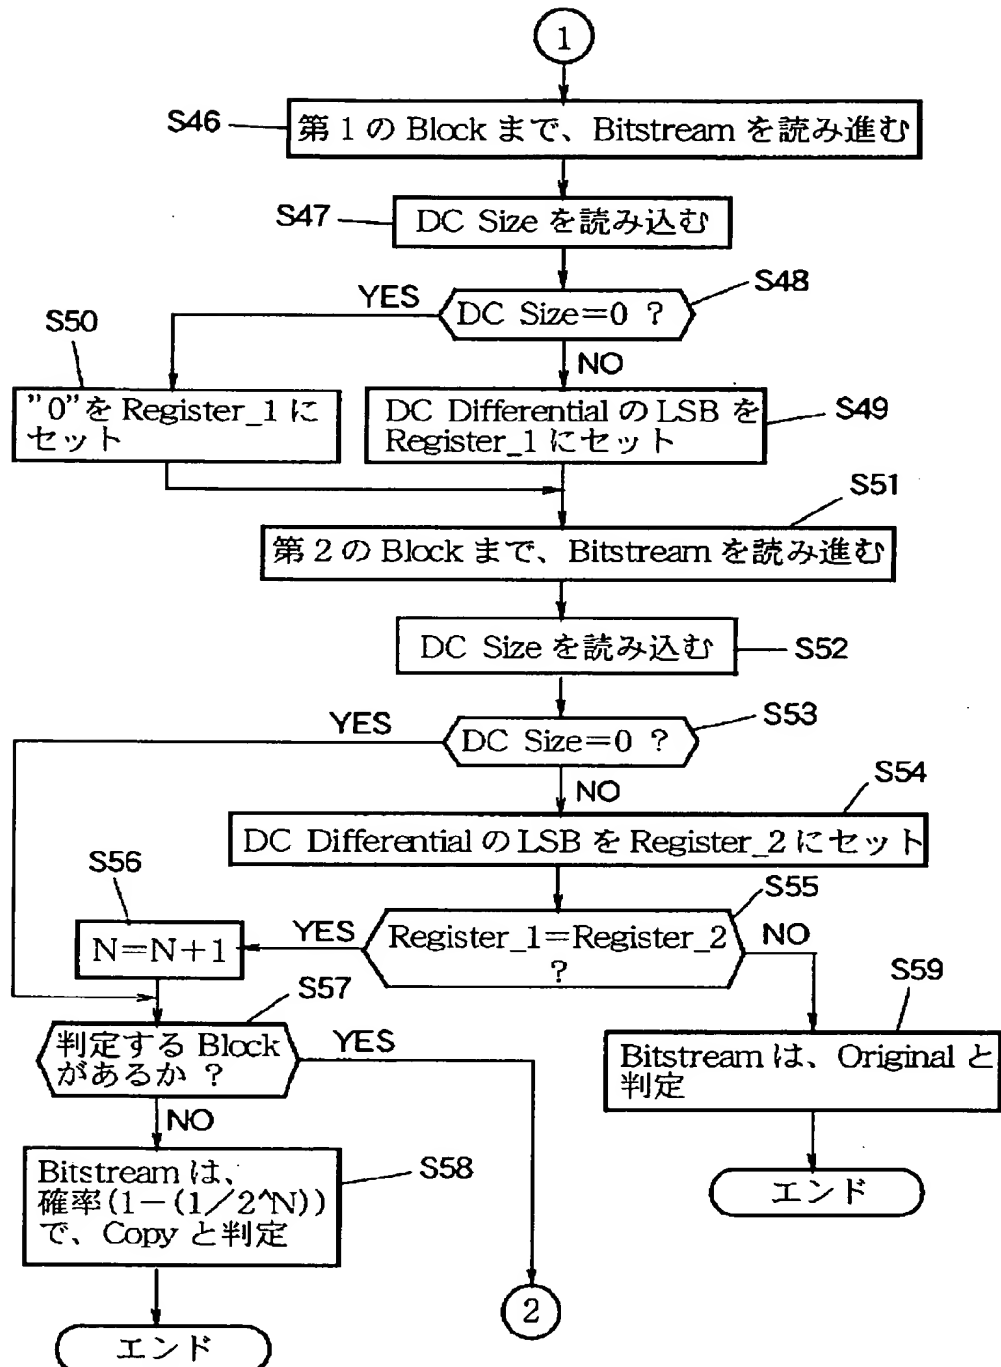 1
S46
第1の Block まで、Bitstream を読み進む
S47
DC Size を読み込む
S48
YES
DC Size=0 ?
S50
NO
"0"を Register_1 に
セット
DC Differential の LSB を
Register_1 にセット
S49
S51
第2の Block まで、Bitstream を読み進む
DC Size を読み込む
S52
S53
YES
DC Size=0 ?
NO
S54
DC Differential の LSB を Register_2 にセット
S56
S55
N=N+1
YES
Register_1=Register_2
?
NO
S57
S59
判定する Block
があるか ?
YES
Bitstream は、Original と
判定
NO
Bitstream は、
確率(1−(1/2^N))
で、Copy と判定
S58
エンド
2
エンド